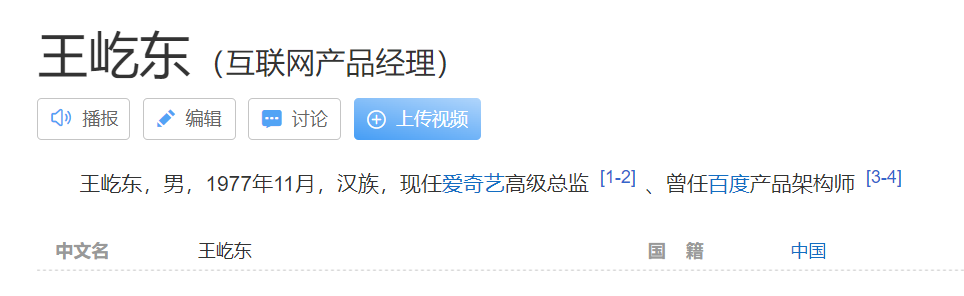 王屹东（互联网产品经理）
播报 编辑 讨论 上传视频
王屹东，男，1977年11月，汉族，现任爱奇艺高级总监 [1-2] 、曾任百度产品架构师 [3-4]
中文名 王屹东 国 籍 中国